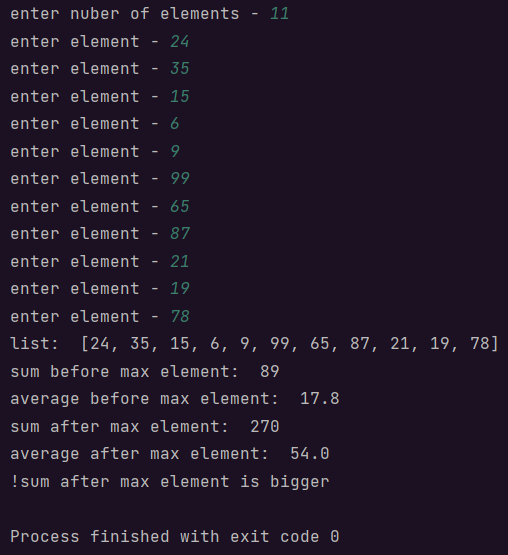 enter nuber of elements - 11
enter element - 24
enter element - 35
enter element - 15
enter element - 6
enter element - 9
enter element - 99
enter element - 65
enter element - 87
enter element - 21
enter element - 19
enter element - 78
list:  [24, 35, 15, 6, 9, 99, 65, 87, 21, 19, 78]
sum before max element:  89
average before max element:  17.8
sum after max element:  270
average after max element:  54.0
!sum after max element is bigger
Process finished with exit code 0